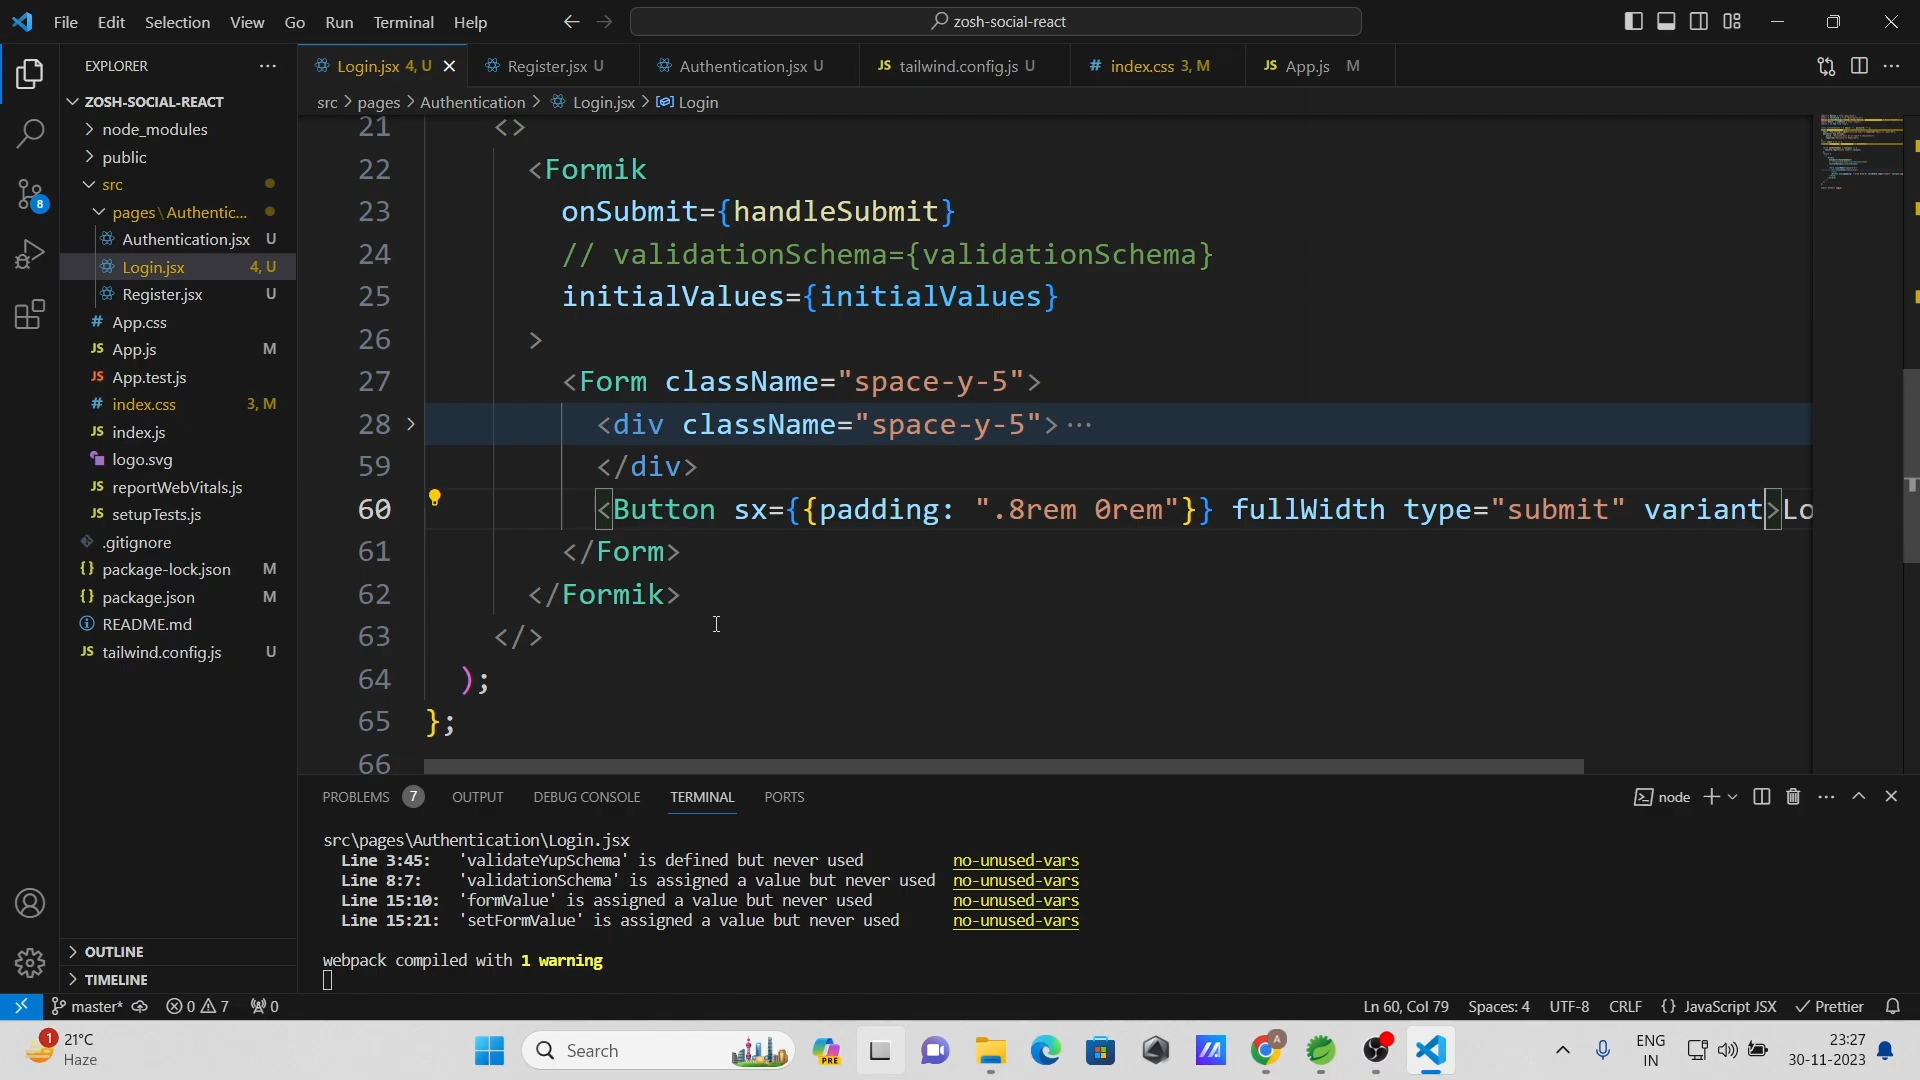 File Edit Selection View Go Run Terminal Help
zosh-social-react
EXPLORER
Login.jsx 4, U
Register.jsx U
Authentication.jsx U
JS tailwind.config.js U
# index.css 3, M
JS App.js M
ZOSH-SOCIAL-REACT
src > pages > Authentication > Login.jsx > Login
node_modules
public
src
8
pages\Authentic...
Authentication.jsx U
Login.jsx 4, U
Register.jsx U
# App.css
JS App.js M
JS App.test.js
# index.css 3, M
JS index.js
logo.svg
JS reportWebVitals.js
JS setupTests.js
.gitignore
{} package-lock.json M
{} package.json M
README.md
JS tailwind.config.js U
OUTLINE
TIMELINE
21 <>
22 <Formik
23 onSubmit={handleSubmit}
24 // validationSchema={validationSchema}
25 initialValues={initialValues}
26 >
27 <Form className="space-y-5">
28 <div className="space-y-5">···
59 </div>
60 <Button sx={{padding: ".8rem 0rem"}} fullWidth type="submit" variant>Lo
61 </Form>
62 </Formik>
63 </>
64 );
65 };
66
PROBLEMS 7 OUTPUT DEBUG CONSOLE TERMINAL PORTS
node
src\pages\Authentication\Login.jsx
Line 3:45: 'validateYupSchema' is defined but never used no-unused-vars
Line 8:7: 'validationSchema' is assigned a value but never used no-unused-vars
Line 15:10: 'formValue' is assigned a value but never used no-unused-vars
Line 15:21: 'setFormValue' is assigned a value but never used no-unused-vars
webpack compiled with 1 warning
master* 0 7 0
Ln 60, Col 79 Spaces: 4 UTF-8 CRLF {} JavaScript JSX Prettier
1
21°C
Haze
Search
PRE
A
ENG
IN
23:27
30-11-2023